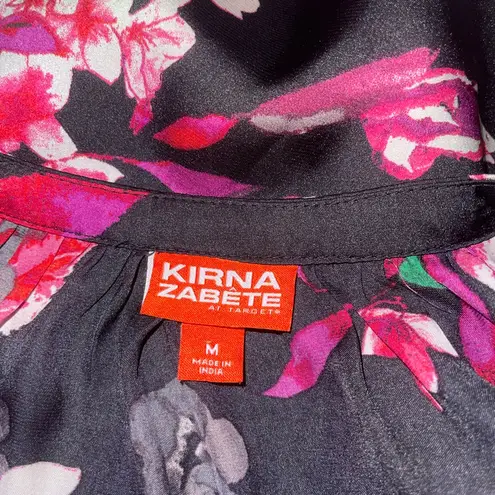 KIRNA
ZABÊTE
AT TARGET®
M
MADE IN
INDIA